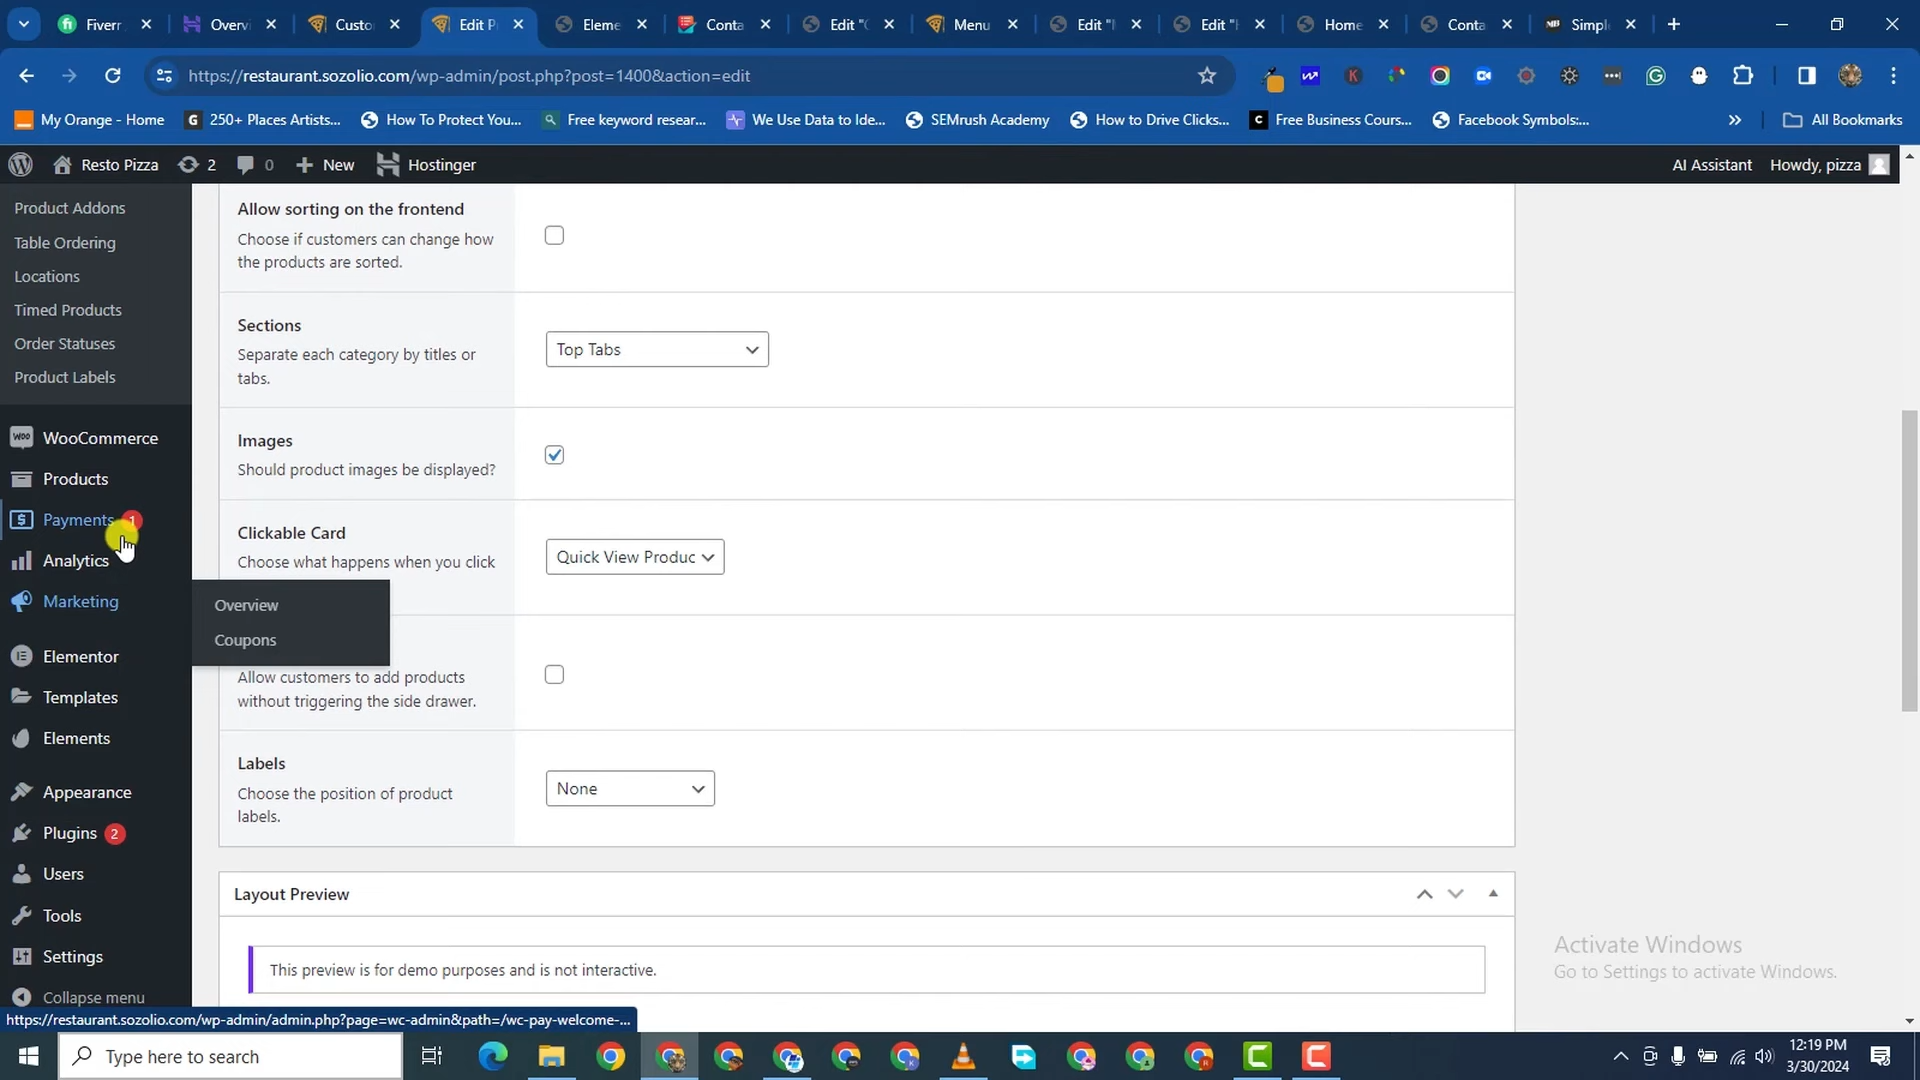 Fiverr
Overvi
Custo
Edit P
Eleme
Conta
Edit "C
Menu
Edit "I
Edit "I
Home
Conta
Simpl
https://restaurant.sozolio.com/wp-admin/post.php?post=1400&action=edit
My Orange - Home
250+ Places Artists...
How To Protect You...
Free keyword resear...
We Use Data to Ide...
SEMrush Academy
How to Drive Clicks...
Free Business Cours...
Facebook Symbols:...
All Bookmarks
Resto Pizza
2
0
New
Hostinger
AI Assistant
Howdy, pizza
Product Addons
Table Ordering
Locations
Timed Products
Order Statuses
Product Labels
WooCommerce
Products
Payments 1
Analytics
Marketing
Overview
Coupons
Elementor
Templates
Elements
Appearance
Plugins 2
Users
Tools
Settings
Collapse menu
Allow sorting on the frontend
Choose if customers can change how
the products are sorted.
Sections
Separate each category by titles or
tabs.
Top Tabs
Images
Should product images be displayed?
Clickable Card
Choose what happens when you click
Quick View Produc
Allow customers to add products
without triggering the side drawer.
Labels
Choose the position of product
labels.
None
Layout Preview
This preview is for demo purposes and is not interactive.
Activate Windows
Go to Settings to activate Windows.
https://restaurant.sozolio.com/wp-admin/admin.php?page=wc-admin&path=/wc-pay-welcome-...
Type here to search
12:19 PM
3/30/2024